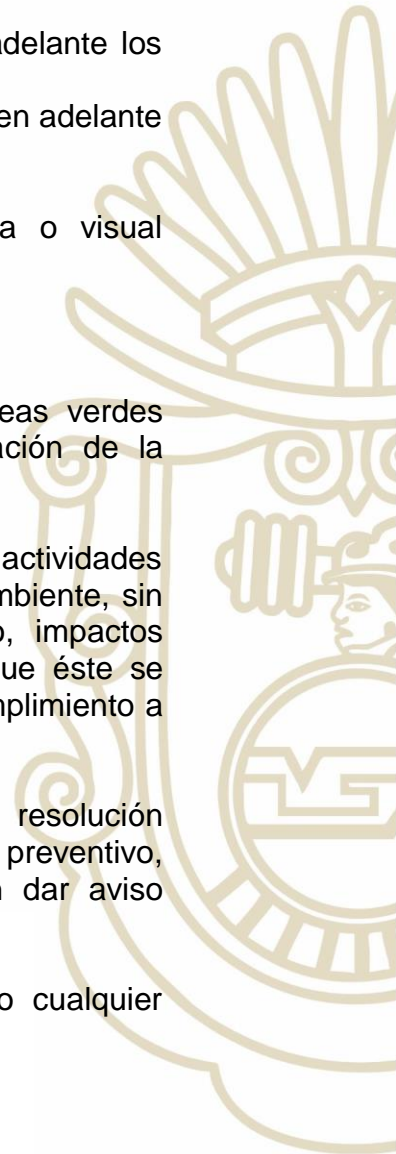 adelante los
en adelante
a o visual
eas verdes
ación de la
actividades
mbiente, sin
o, impactos
ue éste se
mplimiento a
resolución
preventivo,
dar aviso
o cualquier